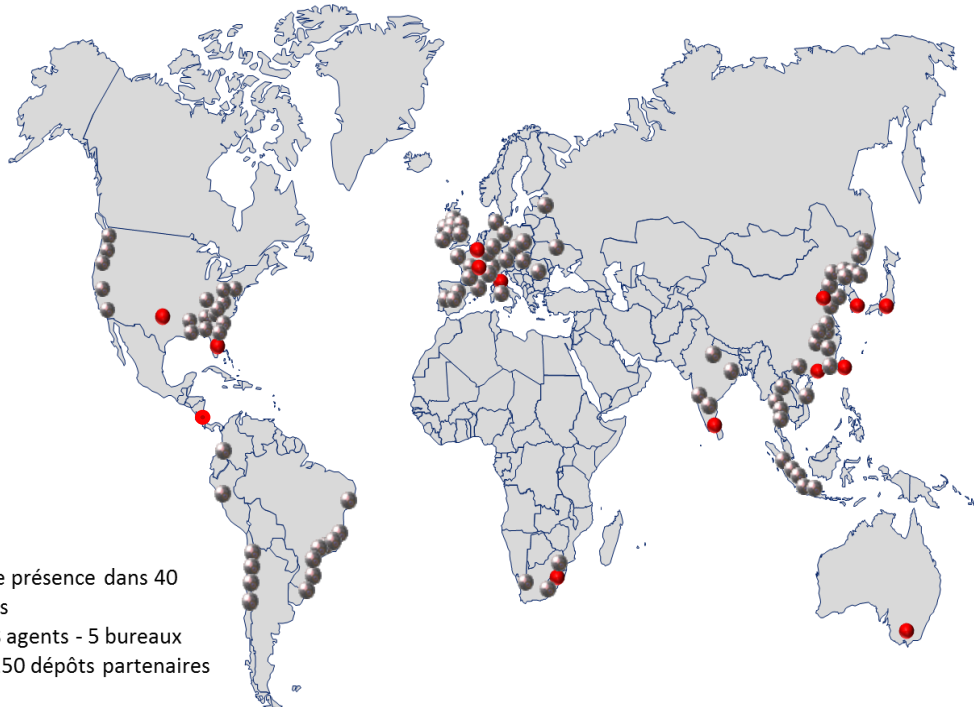 présence dans 40
agents - 5 bureaux
50 dépôts partenaires